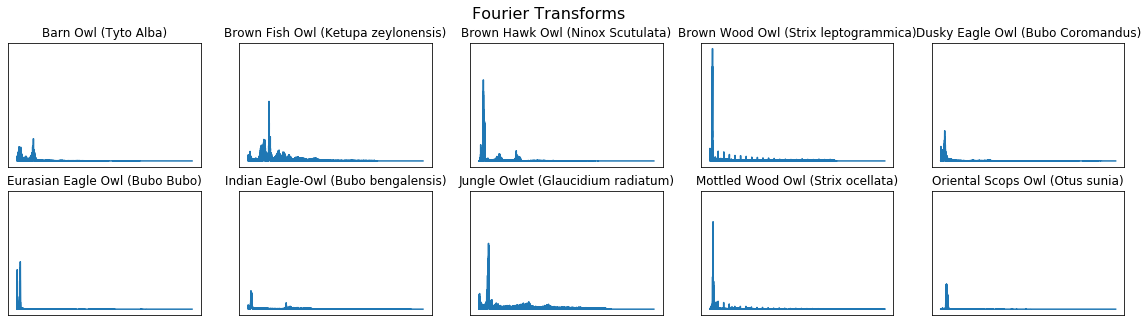 Fourier Transforms
Barn Owl (Tyto Alba)
Brown Fish Owl (Ketupa zeylonensis)
Brown Hawk Owl (Ninox Scutulata)
Brown Wood Owl (Strix leptogrammica)
Dusky Eagle Owl (Bubo Coromandus)
Eurasian Eagle Owl (Bubo Bubo)
Indian Eagle-Owl (Bubo bengalensis)
Jungle Owlet (Glaucidium radiatum)
Mottled Wood Owl (Strix ocellata)
Oriental Scops Owl (Otus sunia)